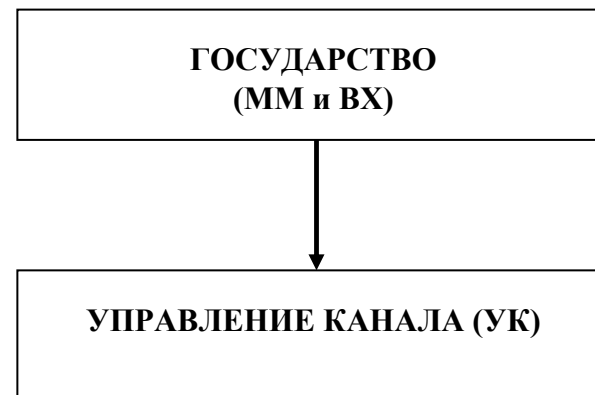 ГОСУДАРСТВО
(ММ и ВХ)
УПРАВЛЕНИЕ КАНАЛА (УК)